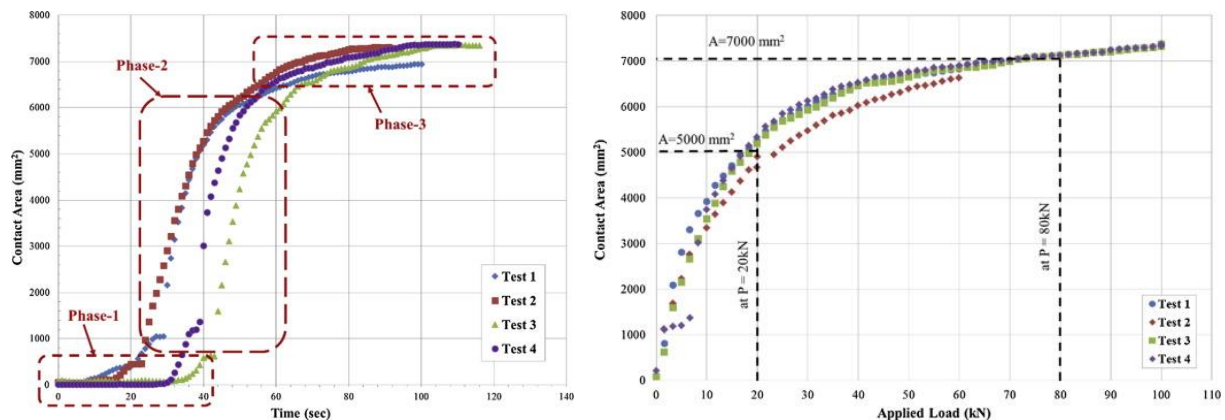 8000
7000
6000
5000
4000
3000
2000
1000
0
Contact Area (mm²)
Phase-2
Phase-3
Phase-1
Test 1
Test 2
Test 3
Test 4
0 20 40 60 80 100 120 140
Time (sec)
8000
7000
6000
5000
4000
3000
2000
1000
0
Contact Area (mm²)
A=7000 mm²
A=5000 mm²
at P = 20kN
at P = 80kN
Test 1
Test 2
Test 3
Test 4
0 10 20 30 40 50 60 70 80 90 100 110
Applied Load (kN)